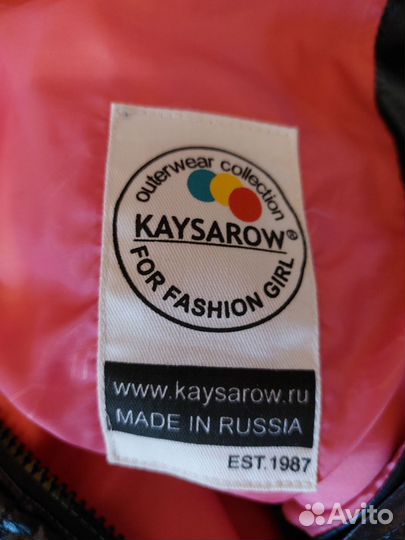 outerwear collection
KAYSAROW®
FOR FASHION GIRL
www.kaysarow.ru
MADE IN RUSSIA
EST.1987
Avito